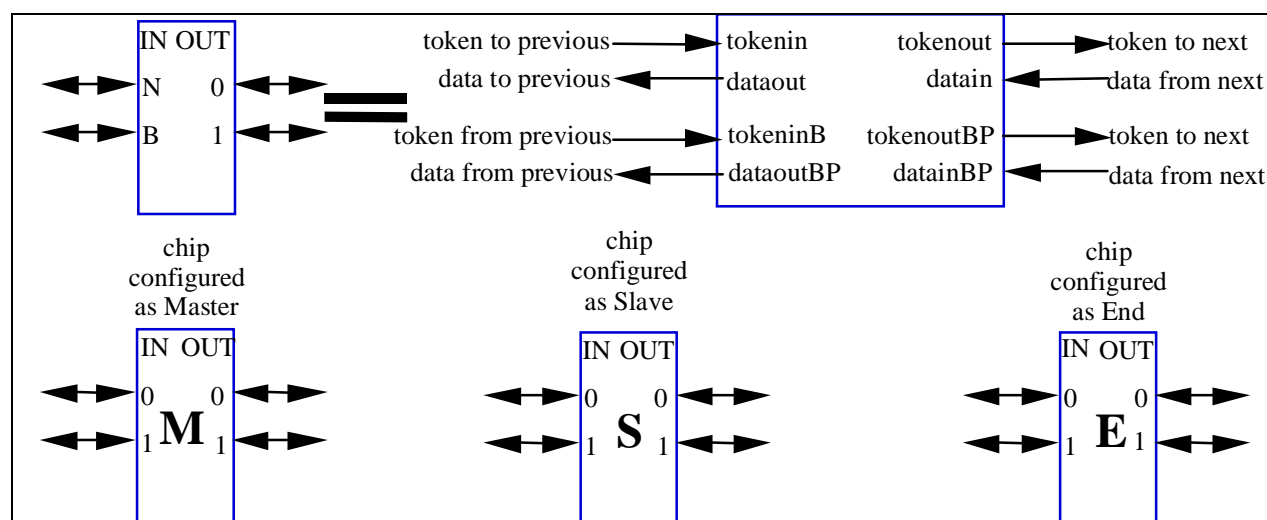 IN OUT
N 0
B 1
token to previous
data to previous
token from previous
data from previous
tokenin tokenout
dataout datain
tokeninB tokenoutBP
dataoutBP datainBP
token to next
data from next
token to next
data from next
chip
configured
as Master
IN OUT
0 0
1 M 1
chip
configured
as Slave
IN OUT
0 0
1 S 1
chip
configured
as End
IN OUT
0 0
1 E 1